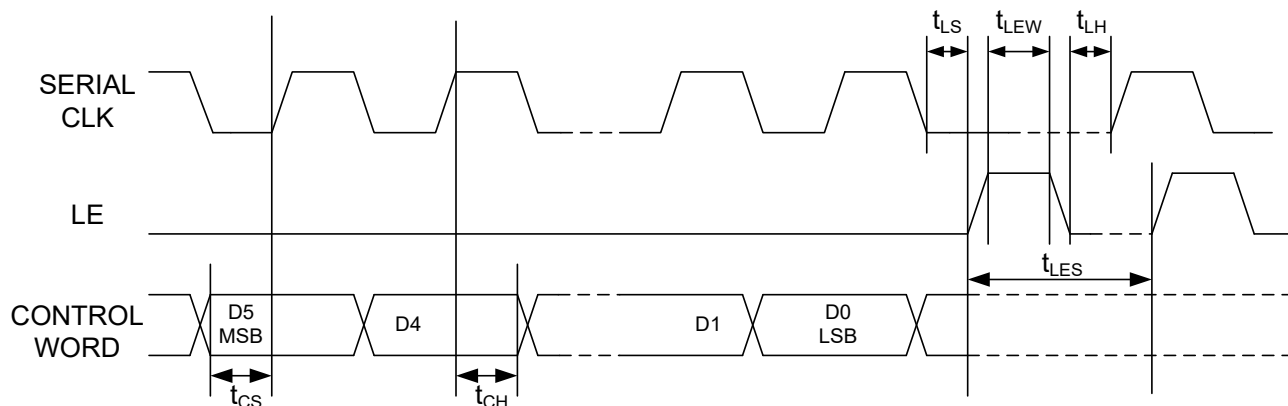 tLS
tLEW
tLH
SERIAL
CLK
LE
tLES
CONTROL
WORD
D5
MSB
D4
D1
D0
LSB
tCS
tCH